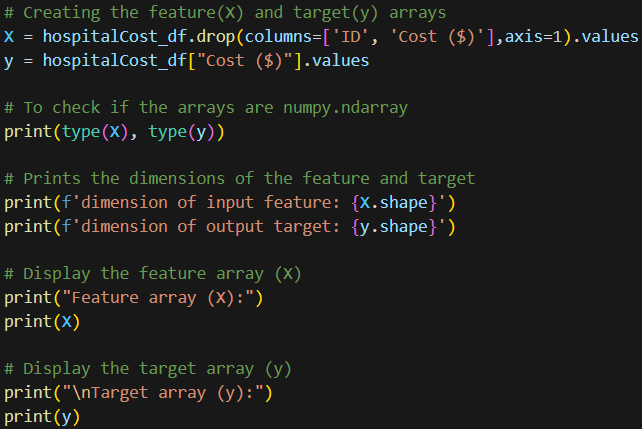 # Creating the feature(X) and target(y) arrays
X = hospitalCost_df.drop(columns=['ID', 'Cost ($)'],axis=1).values
y = hospitalCost_df["Cost ($)"].values

# To check if the arrays are numpy.ndarray
print(type(X), type(y))

# Prints the dimensions of the feature and target
print(f'dimension of input feature: {X.shape}')
print(f'dimension of output target: {y.shape}')

# Display the feature array (X)
print("Feature array (X):")
print(X)

# Display the target array (y)
print("\nTarget array (y):")
print(y)